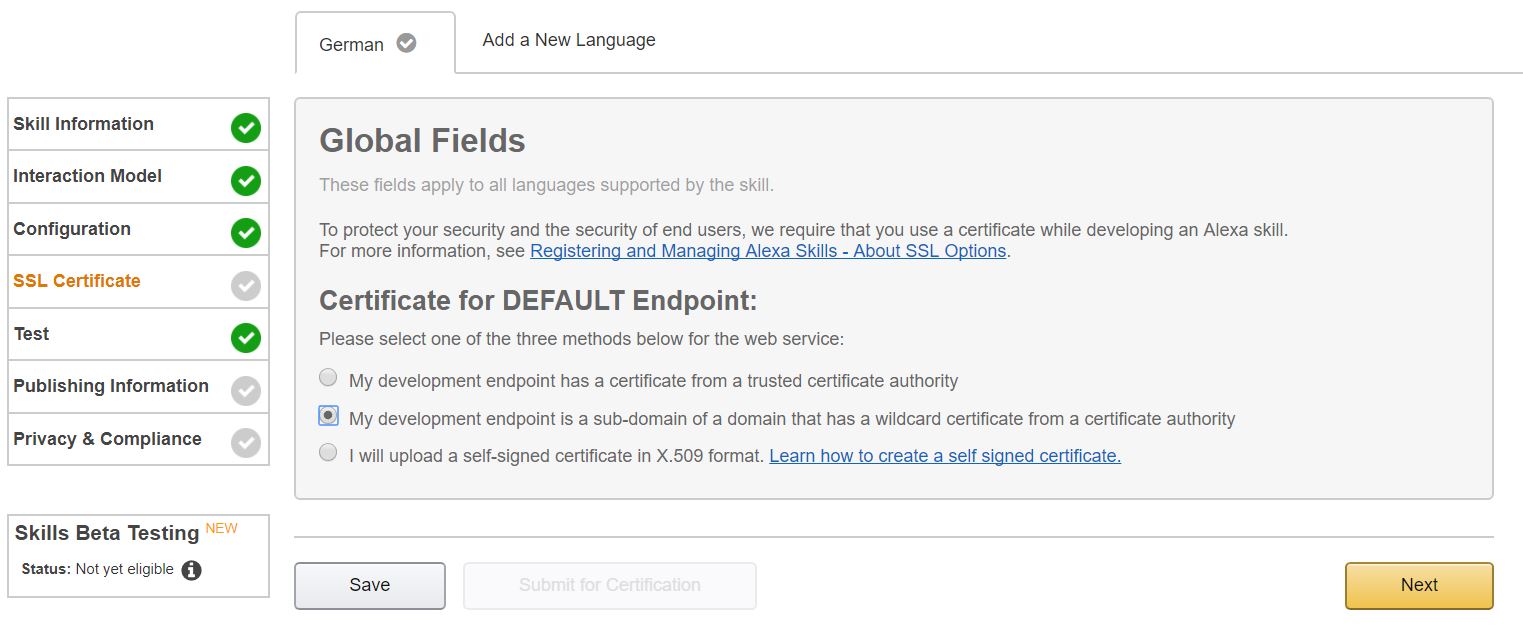 German
Add a New Language
Skill Information
Interaction Model
Configuration
SSL Certificate
Test
Publishing Information
Privacy & Compliance
Skills Beta Testing NEW
Status: Not yet eligible
Global Fields
These fields apply to all languages supported by the skill.
To protect your security and the security of end users, we require that you use a certificate while developing an Alexa skill.
For more information, see Registering and Managing Alexa Skills - About SSL Options.
Certificate for DEFAULT Endpoint:
Please select one of the three methods below for the web service:
My development endpoint has a certificate from a trusted certificate authority
My development endpoint is a sub-domain of a domain that has a wildcard certificate from a certificate authority
I will upload a self-signed certificate in X.509 format. Learn how to create a self signed certificate.
Save
Submit for Certification
Next